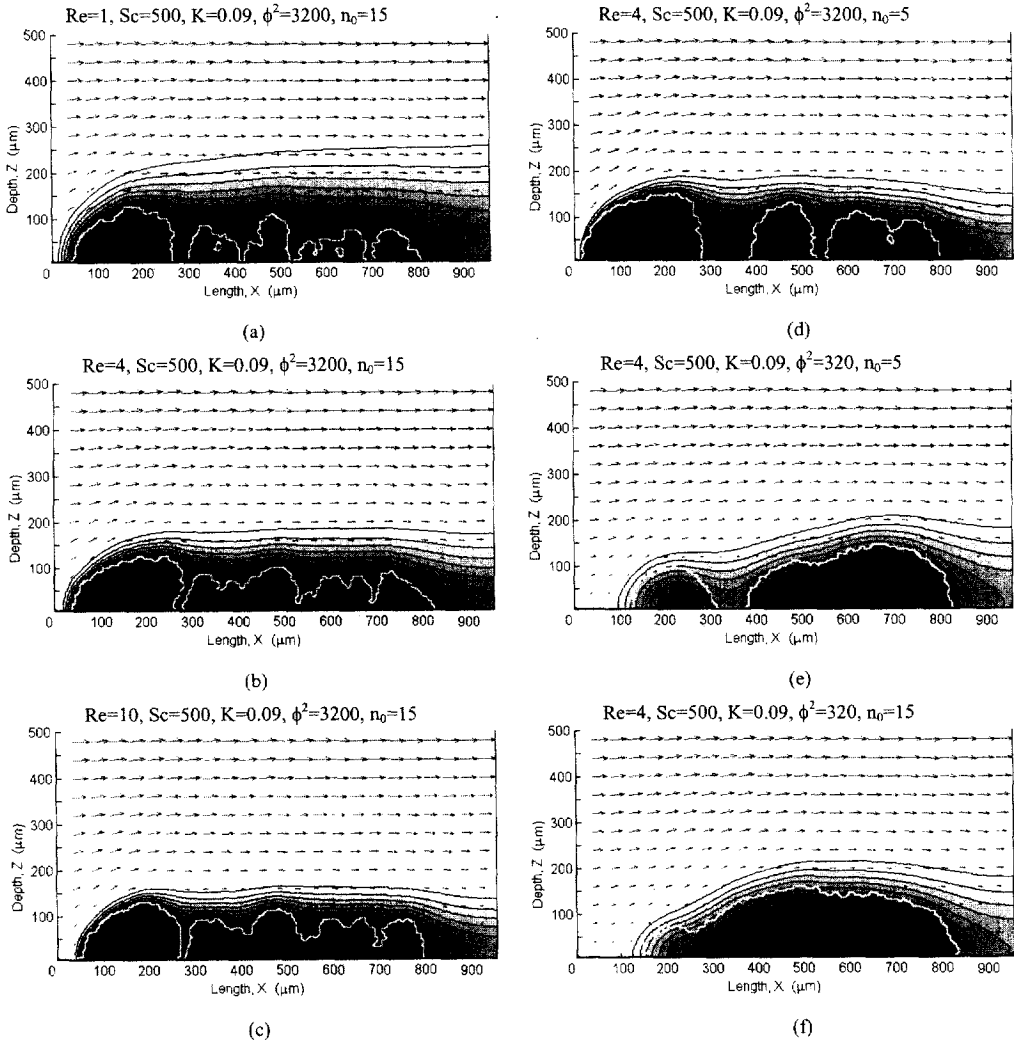 Re=1, Sc=500, K=0.09, ϕ²=3200, n₀=15
500
400
300
200
100
Depth, Z (μm)
0 100 200 300 400 500 600 700 800 900
Length, X (μm)
(a)
Re=4, Sc=500, K=0.09, ϕ²=3200, n₀=15
500
400
300
200
100
Depth, Z (μm)
0 100 200 300 400 500 600 700 800 900
Length, X (μm)
(b)
Re=10, Sc=500, K=0.09, ϕ²=3200, n₀=15
500
400
300
200
100
Depth, Z (μm)
0 100 200 300 400 500 600 700 800 900
Length, X (μm)
(c)
Re=4, Sc=500, K=0.09, ϕ²=3200, n₀=5
500
400
300
200
100
Depth, Z (μm)
0 100 200 300 400 500 600 700 800 900
Length, X (μm)
(d)
Re=4, Sc=500, K=0.09, ϕ²=320, n₀=5
500
400
300
200
100
Depth, Z (μm)
0 100 200 300 400 500 600 700 800 900
Length, X (μm)
(e)
Re=4, Sc=500, K=0.09, ϕ²=320, n₀=15
500
400
300
200
100
Depth, Z (μm)
0 100 200 300 400 500 600 700 800 900
Length, X (μm)
(f)